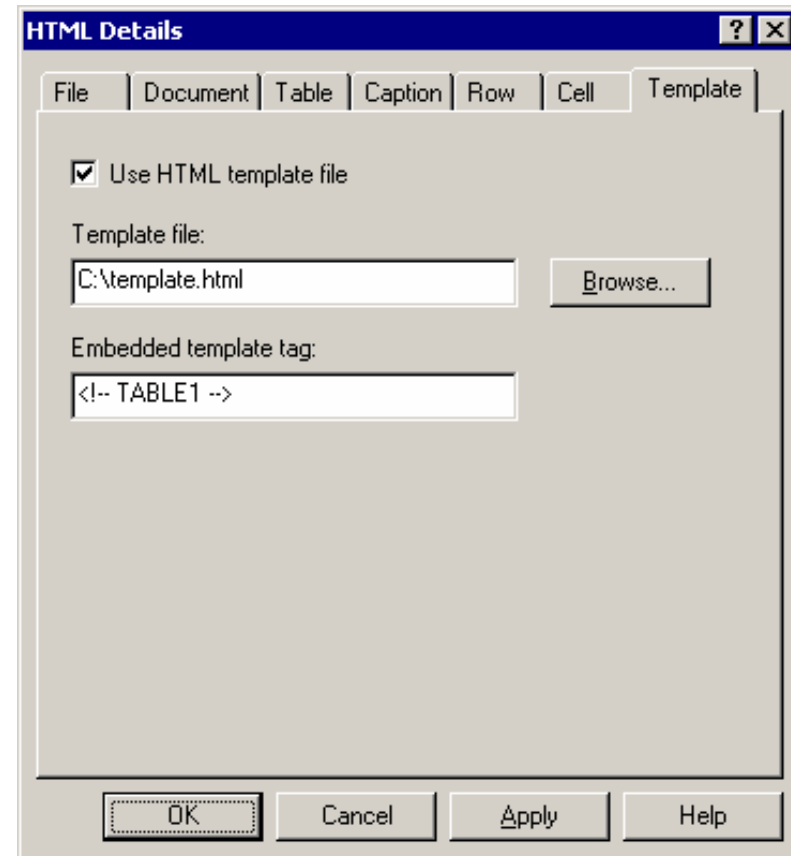 HTML Details
File Document Table Caption Row Cell Template
Use HTML template file
Template file:
C:\template.html Browse...
Embedded template tag:
<!-- TABLE1 -->
OK Cancel Apply Help